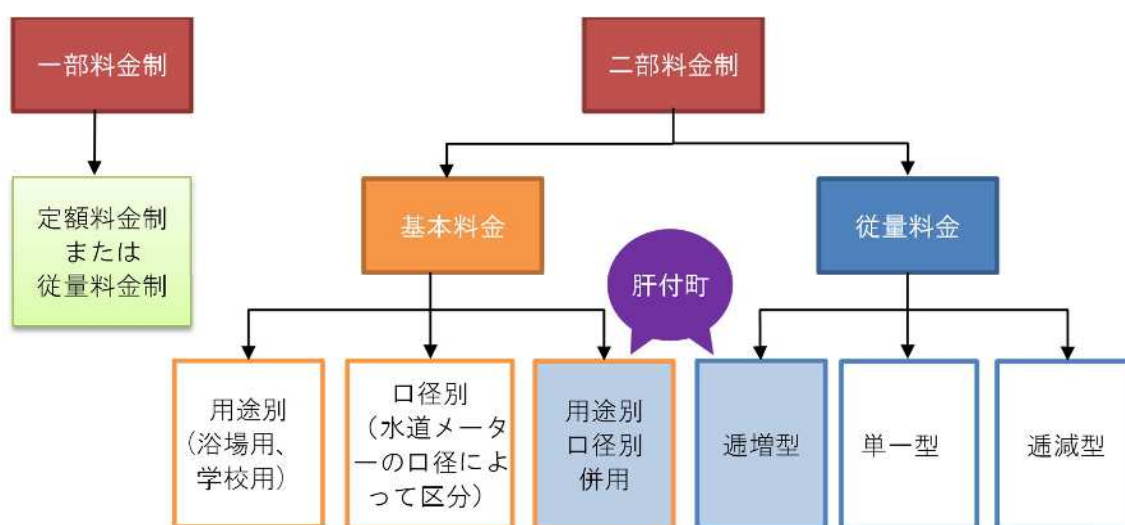 一部料金制
二部料金制
定額料金制
または
従量料金制
基本料金
従量料金
肝付町
用途別
（浴場用、
学校用）
口径別
（水道メータ
ーの口径によ
って区分）
用途別
口径別
併用
逓増型
単一型
逓減型